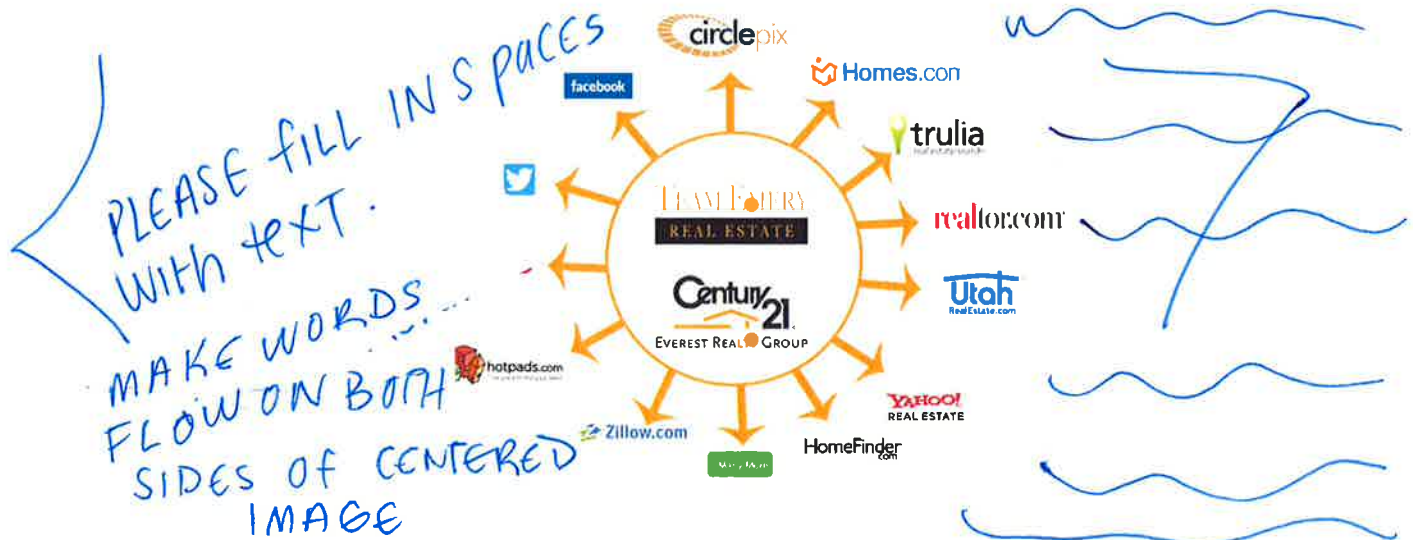 PLEASE fILL IN SPACES
WITH TEXT.
MAKE WORDS...
FLOW ON BOTH
SIDES Of CENTERED
IMAGE
circlepix
facebook
Homes.com
trulia
realtor.com
Utah
RealEstate.com
YAHOO!
REAL ESTATE
HomeFinder
.com
Zillow.com
hotpads.com
TEAM EMERY
REAL ESTATE
Century 21
EVEREST REALTY GROUP